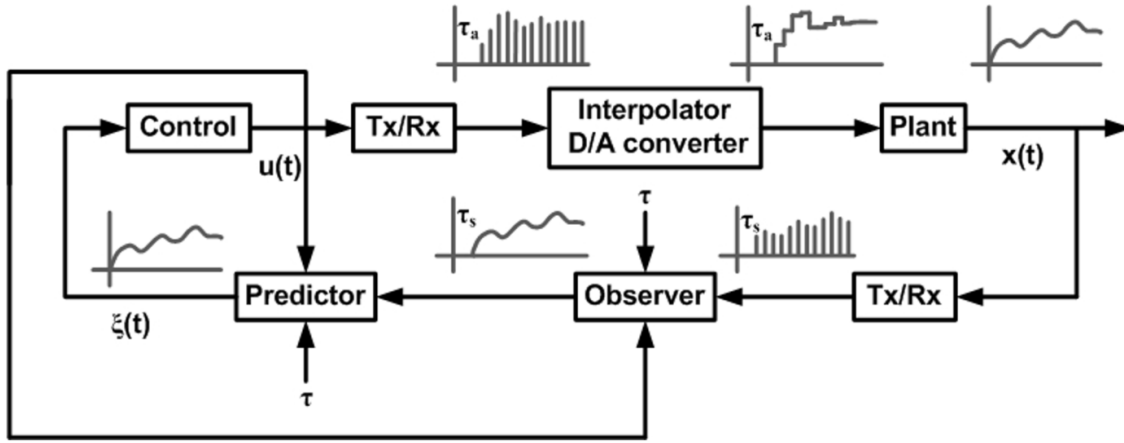 τa
τa
Control
Tx/Rx
Interpolator
D/A converter
Plant
u(t)
x(t)
τ
τs
τs
Predictor
Observer
Tx/Rx
ξ(t)
τ